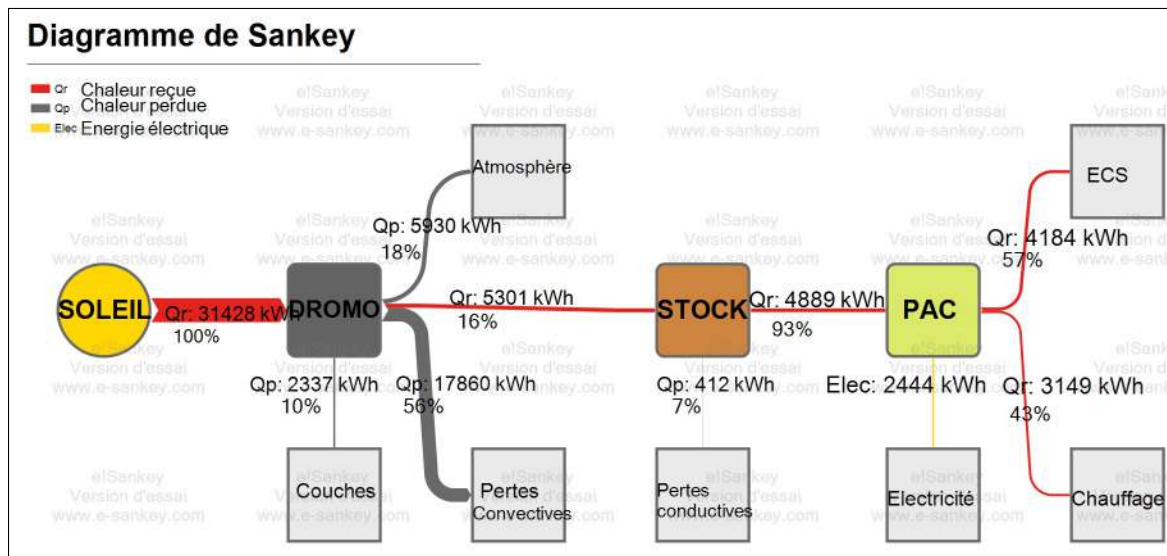 Diagramme de Sankey
Qr Chaleur reçue
Qp Chaleur perdue
Elec Energie électrique
e!Sankey
Version d'essai
www.e-sankey.com
Atmosphère
ECS
Qp: 5930 kWh
18%
Qr: 4184 kWh
57%
SOLEIL
Qr: 31428 kWh
100%
DROMO
Qr: 5301 kWh
16%
STOCK
Qr: 4889 kWh
93%
PAC
Qp: 2337 kWh
10%
Qp: 17860 kWh
56%
Qp: 412 kWh
7%
Elec: 2444 kWh
Qr: 3149 kWh
43%
Couches
Pertes
Convectives
Pertes
conductives
Electricité
Chauffage